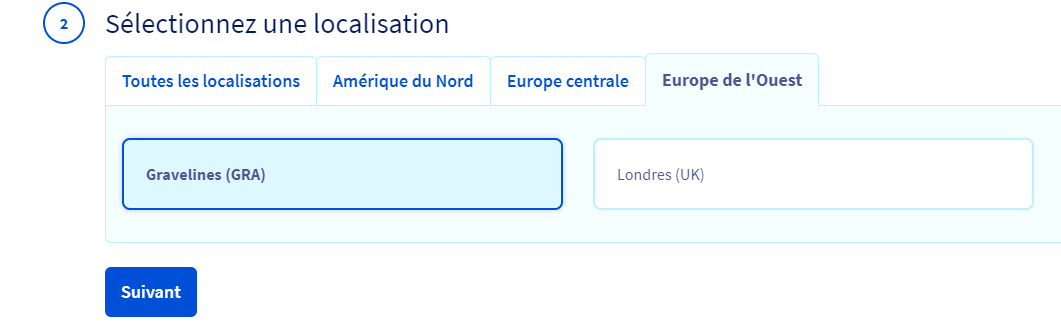 2 Sélectionnez une localisation
Toutes les localisations Amérique du Nord Europe centrale Europe de l'Ouest
Gravelines (GRA) Londres (UK)
Suivant